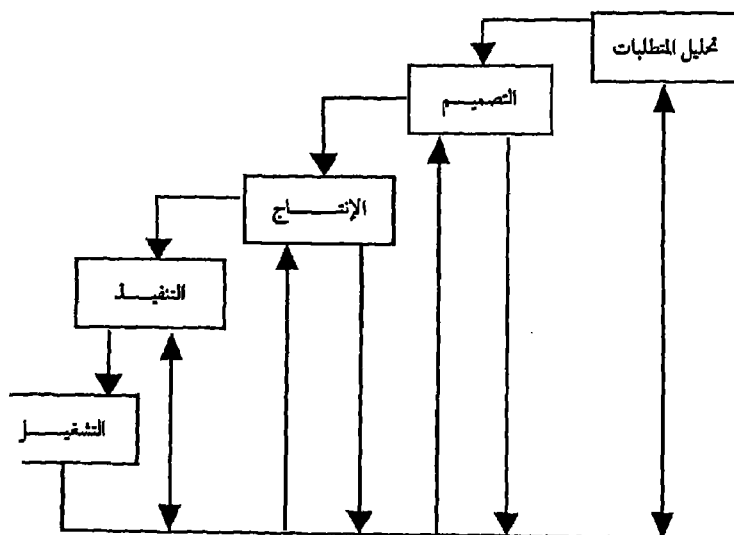 تحليل المتطلبات
التصميم
الإنتاج
التنفيذ
التشغيل